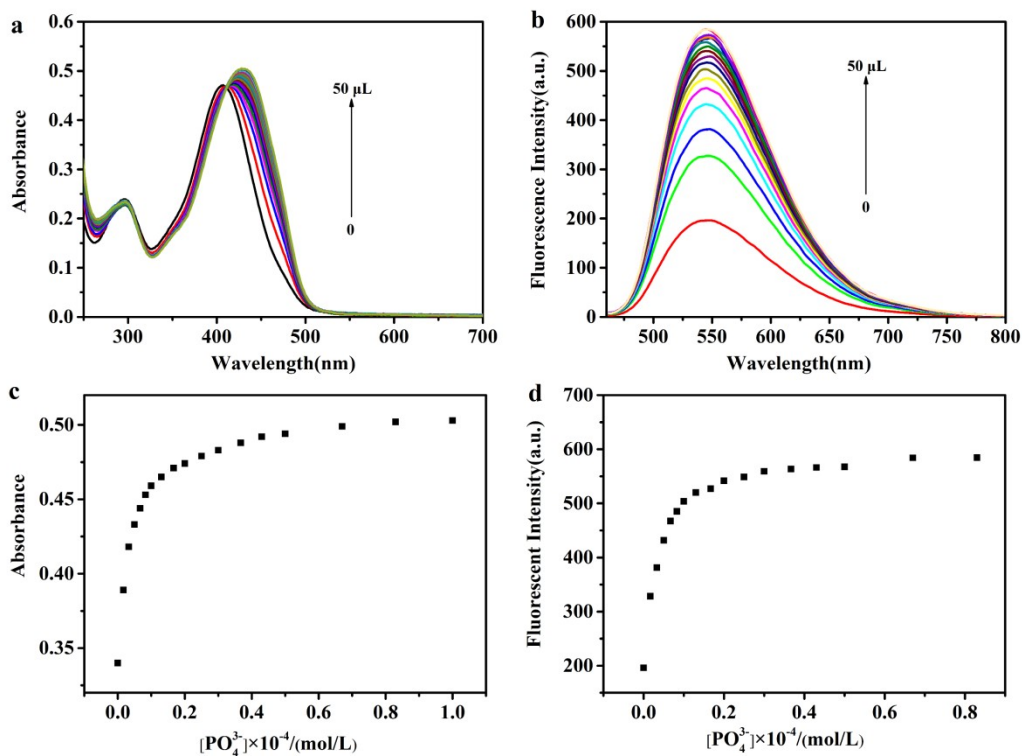 a
0.6
0.5
0.4
0.3
0.2
0.1
0.0
Absorbance
50 µL
0
300 400 500 600 700
Wavelength(nm)
b
600
500
400
300
200
100
0
Fluorescence Intensity(a.u.)
50 µL
0
500 550 600 650 700 750 800
Wavelength(nm)
c
0.50
0.45
0.40
0.35
Absorbance
0.0 0.2 0.4 0.6 0.8 1.0
[PO₄³⁻]×10⁻⁴/(mol/L)
d
700
600
500
400
300
200
Fluorescent Intensity(a.u.)
0.0 0.2 0.4 0.6 0.8
[PO₄³⁻]×10⁻⁴/(mol/L)